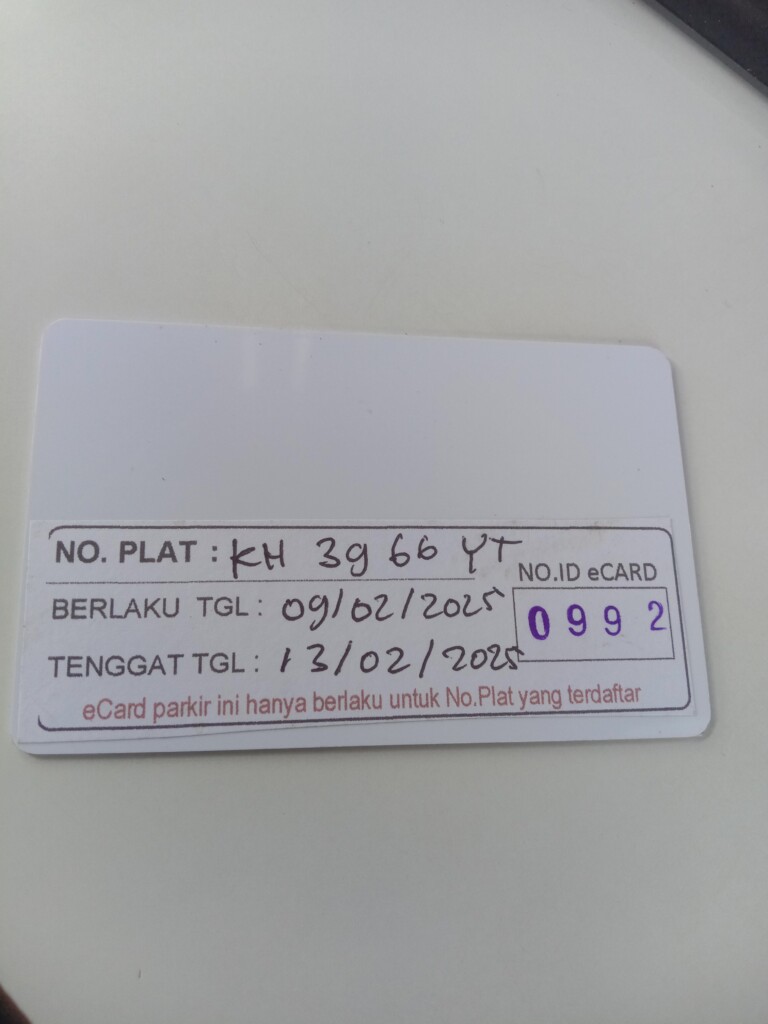 NO. PLAT : KH 3966 YT
NO.ID eCARD
BERLAKU TGL : 09/02/2025
0992
TENGGAT TGL : 13/02/2025
eCard parkir ini hanya berlaku untuk No.Plat yang terdaftar